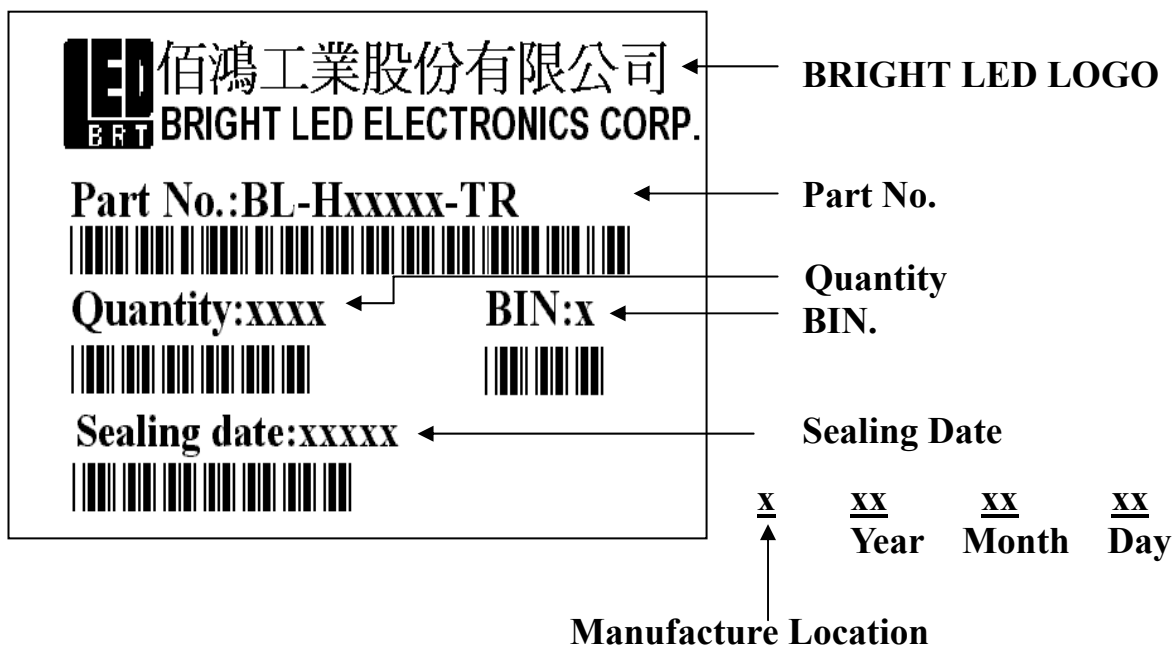 LED 佰鴻工業股份有限公司 BRIGHT LED LOGO
BRT BRIGHT LED ELECTRONICS CORP.
Part No.:BL-Hxxxxx-TR Part No.
Quantity
Quantity:xxxx BIN:x BIN.
Sealing date:xxxxx Sealing Date
x xx xx xx
Year Month Day
Manufacture Location